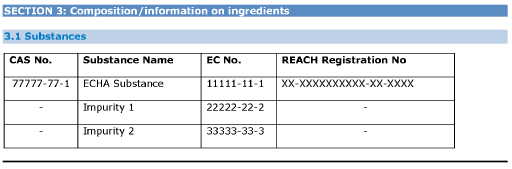 SECTION 3: Composition/information on ingredients
3.1 Substances
CAS No. Substance Name EC No. REACH Registration No
77777-77-1 ECHA Substance 11111-11-1 XX-XXXXXXXXXX-XX-XXXX
- Impurity 1 22222-22-2 -
- Impurity 2 33333-33-3 -